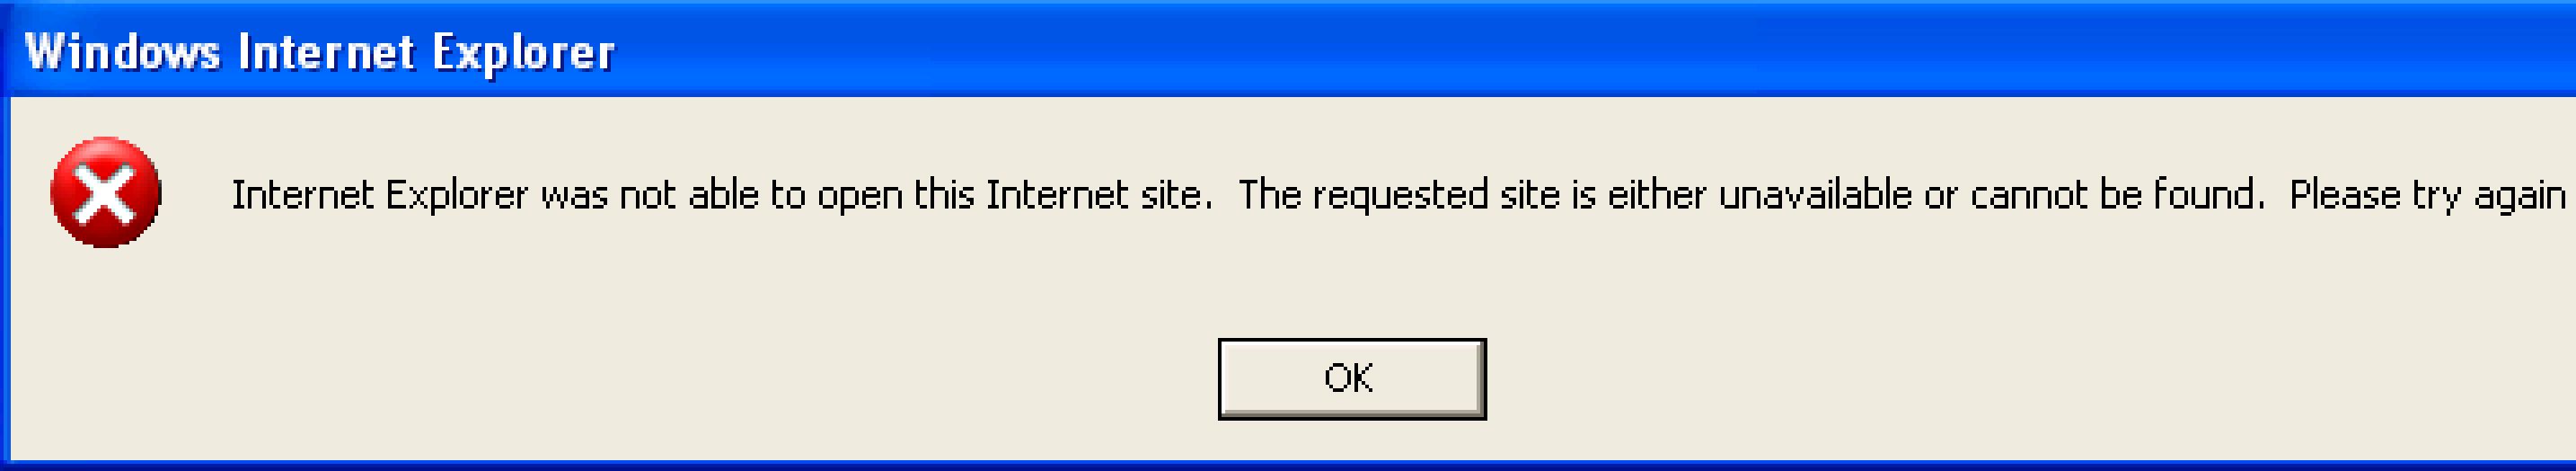 Windows Internet Explorer
Internet Explorer was not able to open this Internet site.  The requested site is either unavailable or cannot be found.  Please try again
OK